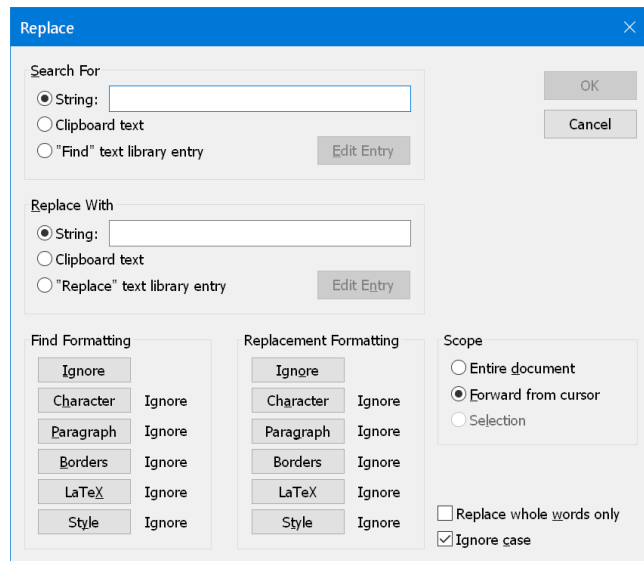 Replace
Search For
String:
Clipboard text
"Find" text library entry
Edit Entry
OK
Cancel
Replace With
String:
Clipboard text
"Replace" text library entry
Edit Entry
Find Formatting
Ignore
Character Ignore
Paragraph Ignore
Borders Ignore
LaTeX Ignore
Style Ignore
Replacement Formatting
Ignore
Character Ignore
Paragraph Ignore
Borders Ignore
LaTeX Ignore
Style Ignore
Scope
Entire document
Forward from cursor
Selection
Replace whole words only
Ignore case